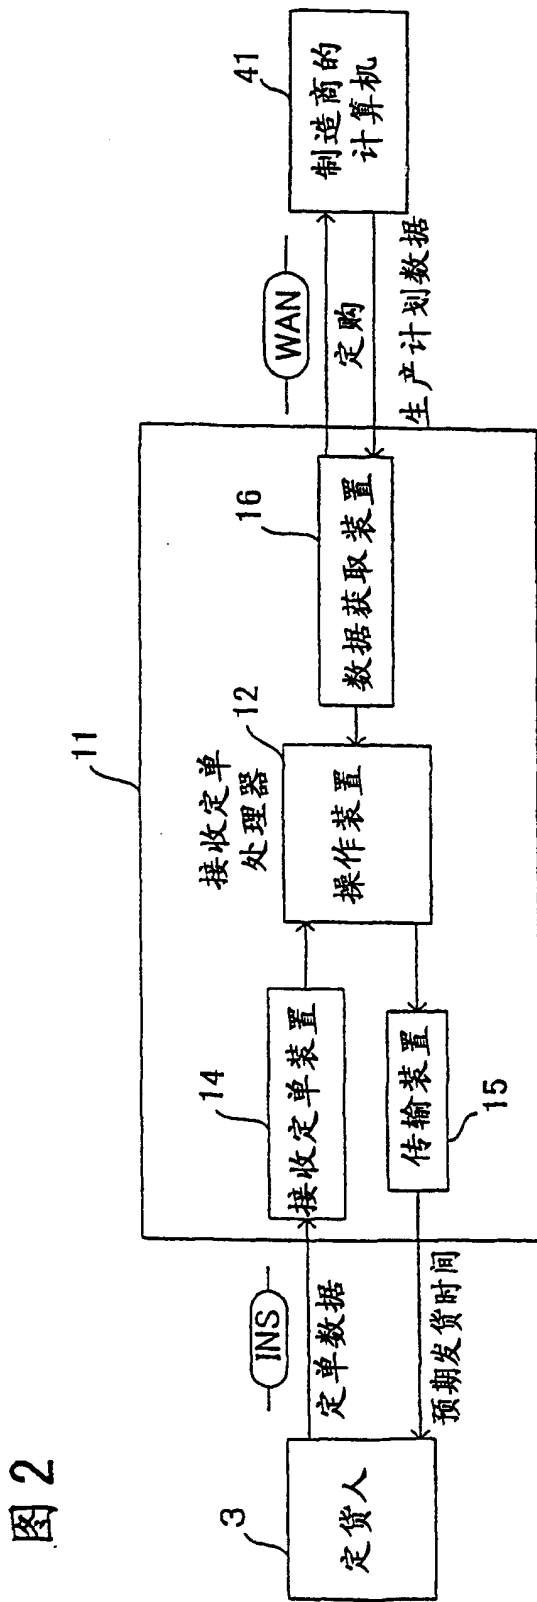 图 2
11
3
定货人
INS
定单数据
预期发货时间
14
接收定单装置
传输装置
15
接收定单
处理器
12
操作装置
16
数据获取装置
WAN
定购
生产计划数据
41
制造商的
计算机